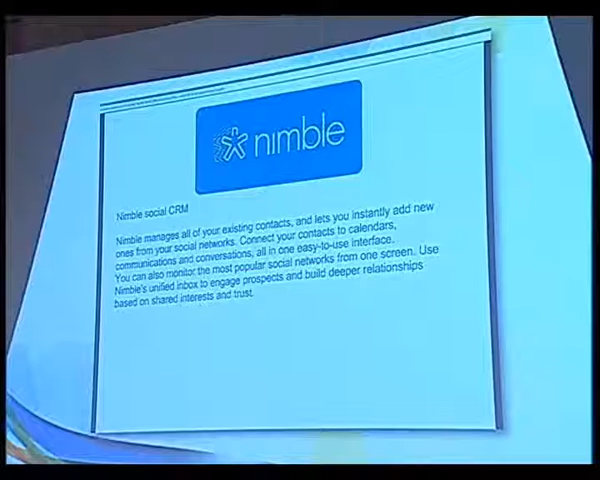 nimble
Nimble social CRM
Nimble manages all of your existing contacts, and lets you instantly add new
ones from your social networks. Connect your contacts to calendars,
communications and conversations, all in one easy-to-use interface.
You can also monitor the most popular social networks from one screen. Use
Nimble's unified inbox to engage prospects and build deeper relationships
based on shared interests and trust.